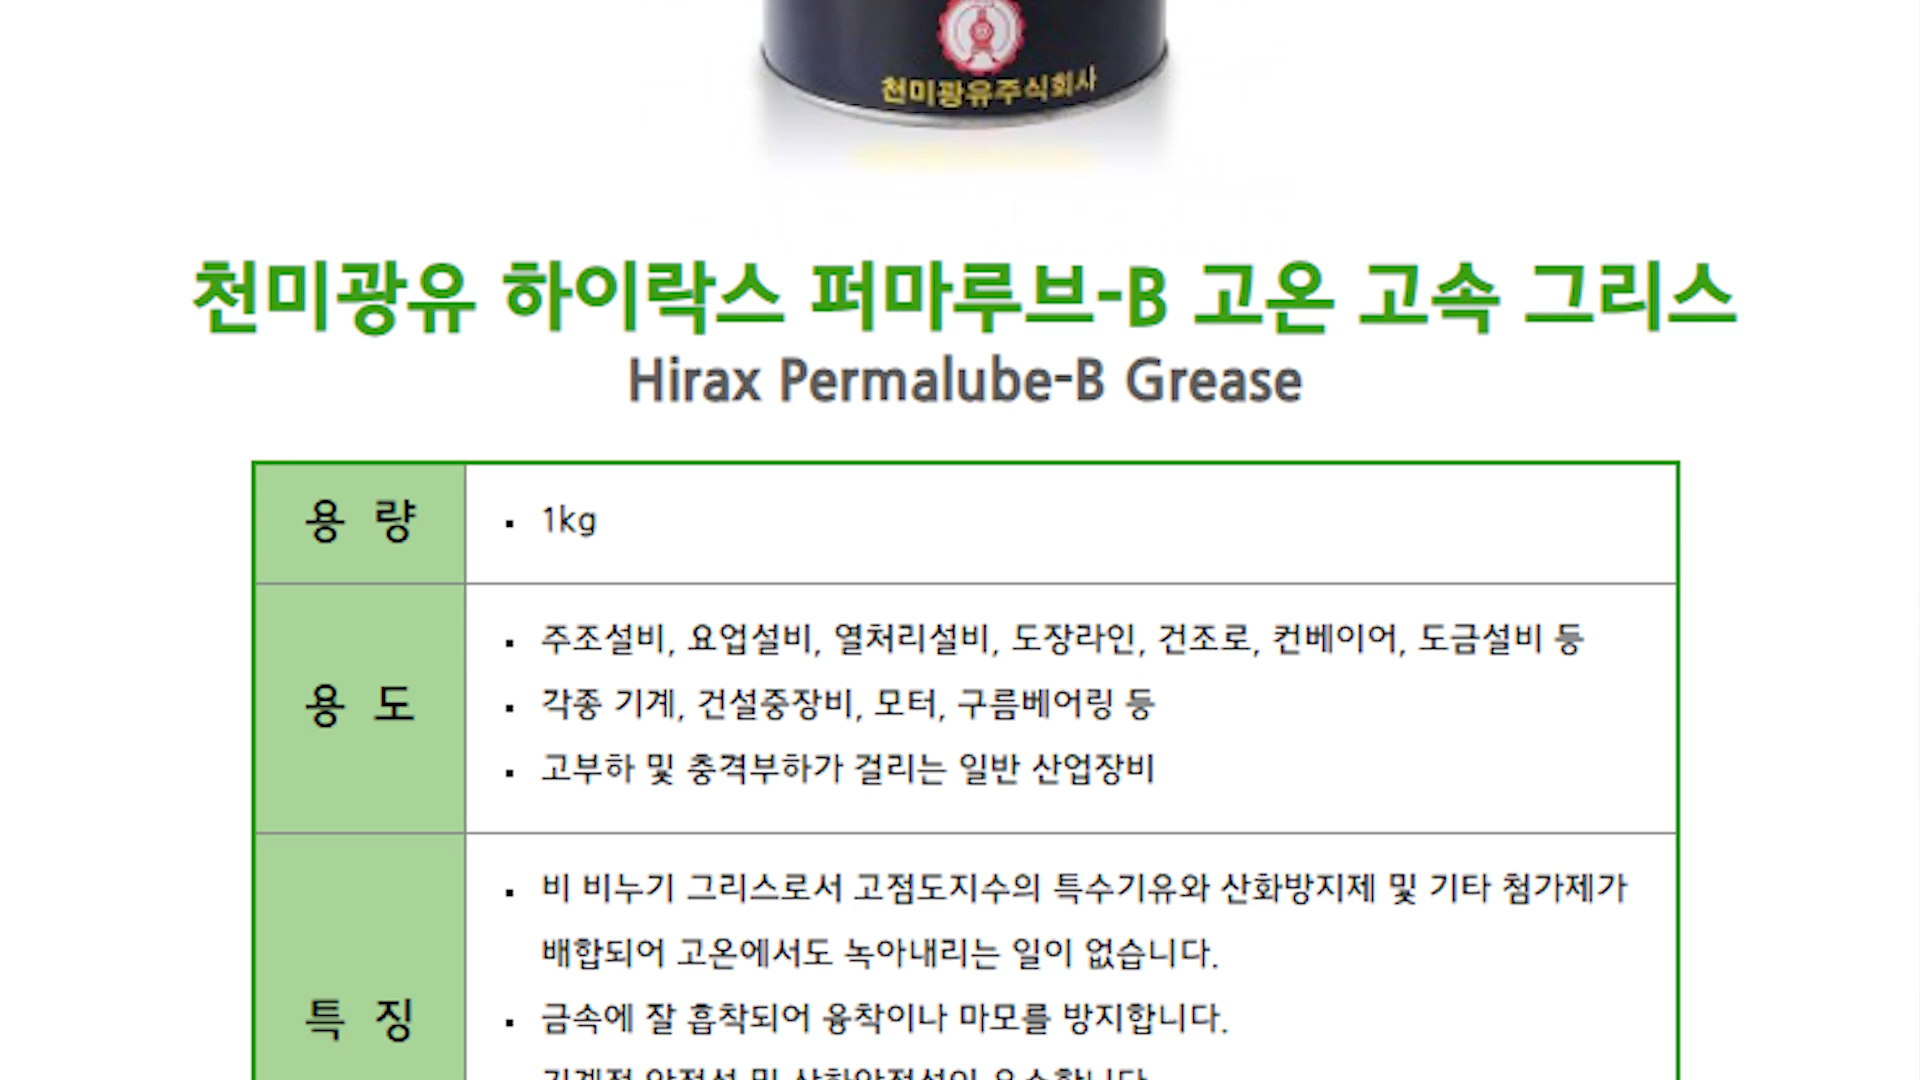 천미광유주식회사
천미광유 하이락스 퍼마루브-B 고온 고속 그리스
Hirax Permalube-B Grease
용 량
▪ 1kg
용 도
▪ 주조설비, 요업설비, 열처리설비, 도장라인, 건조로, 컨베이어, 도금설비 등
▪ 각종 기계, 건설중장비, 모터, 구름베어링 등
▪ 고부하 및 충격부하가 걸리는 일반 산업장비
특 징
▪ 비 비누기 그리스로서 고점도지수의 특수기유와 산화방지제 및 기타 첨가제가
배합되어 고온에서도 녹아내리는 일이 없습니다.
▪ 금속에 잘 흡착되어 융착이나 마모를 방지합니다.